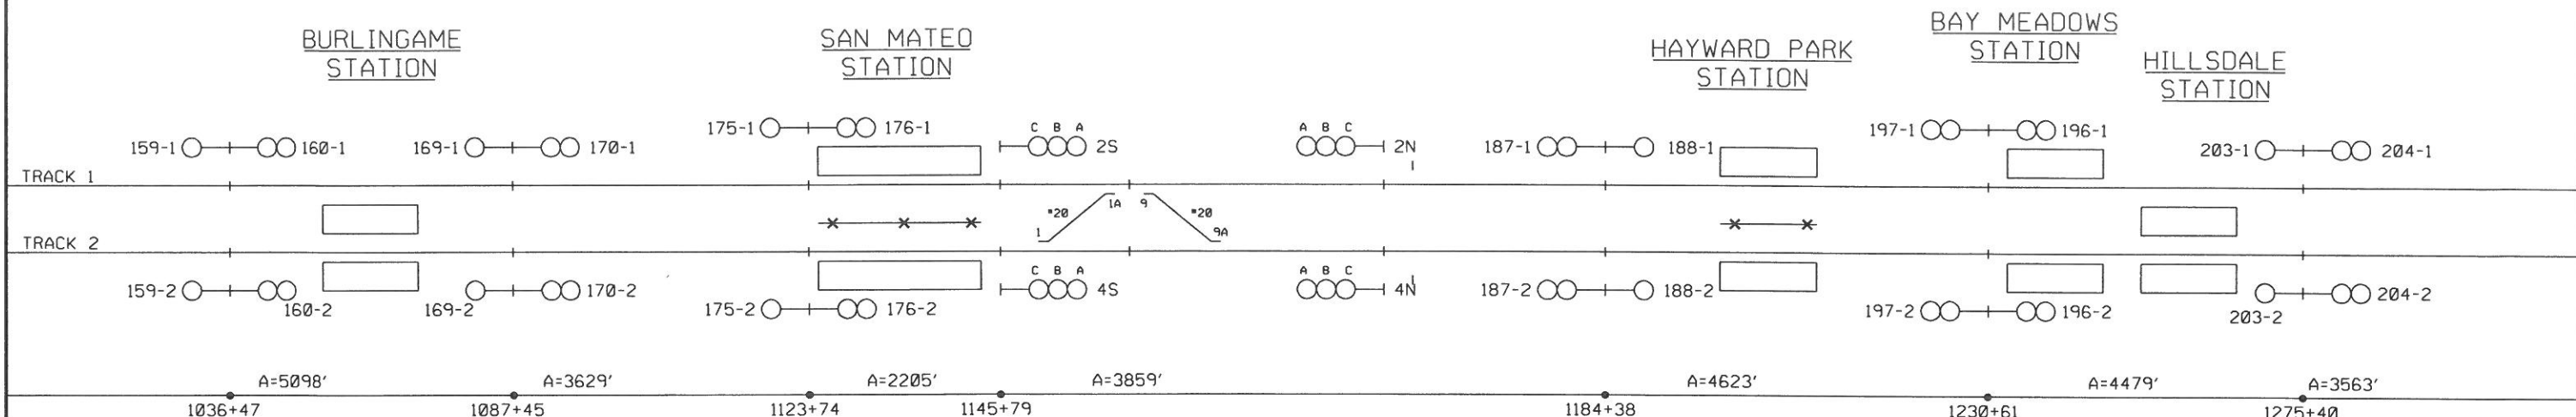 BURLINGAME
STATION
SAN MATEO
STATION
HAYWARD PARK
STATION
BAY MEADOWS
STATION
HILLSDALE
STATION
159-1 160-1 169-1 170-1 175-1 176-1 C B A 2S A B C 2N 187-1 188-1 197-1 196-1 203-1 204-1
TRACK 1
"20 1A 9 "20
1 9A
TRACK 2
159-2 160-2 169-2 170-2 175-2 176-2 C B A 4S A B C 4N 187-2 188-2 197-2 196-2 203-2 204-2
A=5098' A=3629' A=2205' A=3859' A=4623' A=4479' A=3563'
1036+47 1087+45 1123+74 1145+79 1184+38 1230+61 1275+40